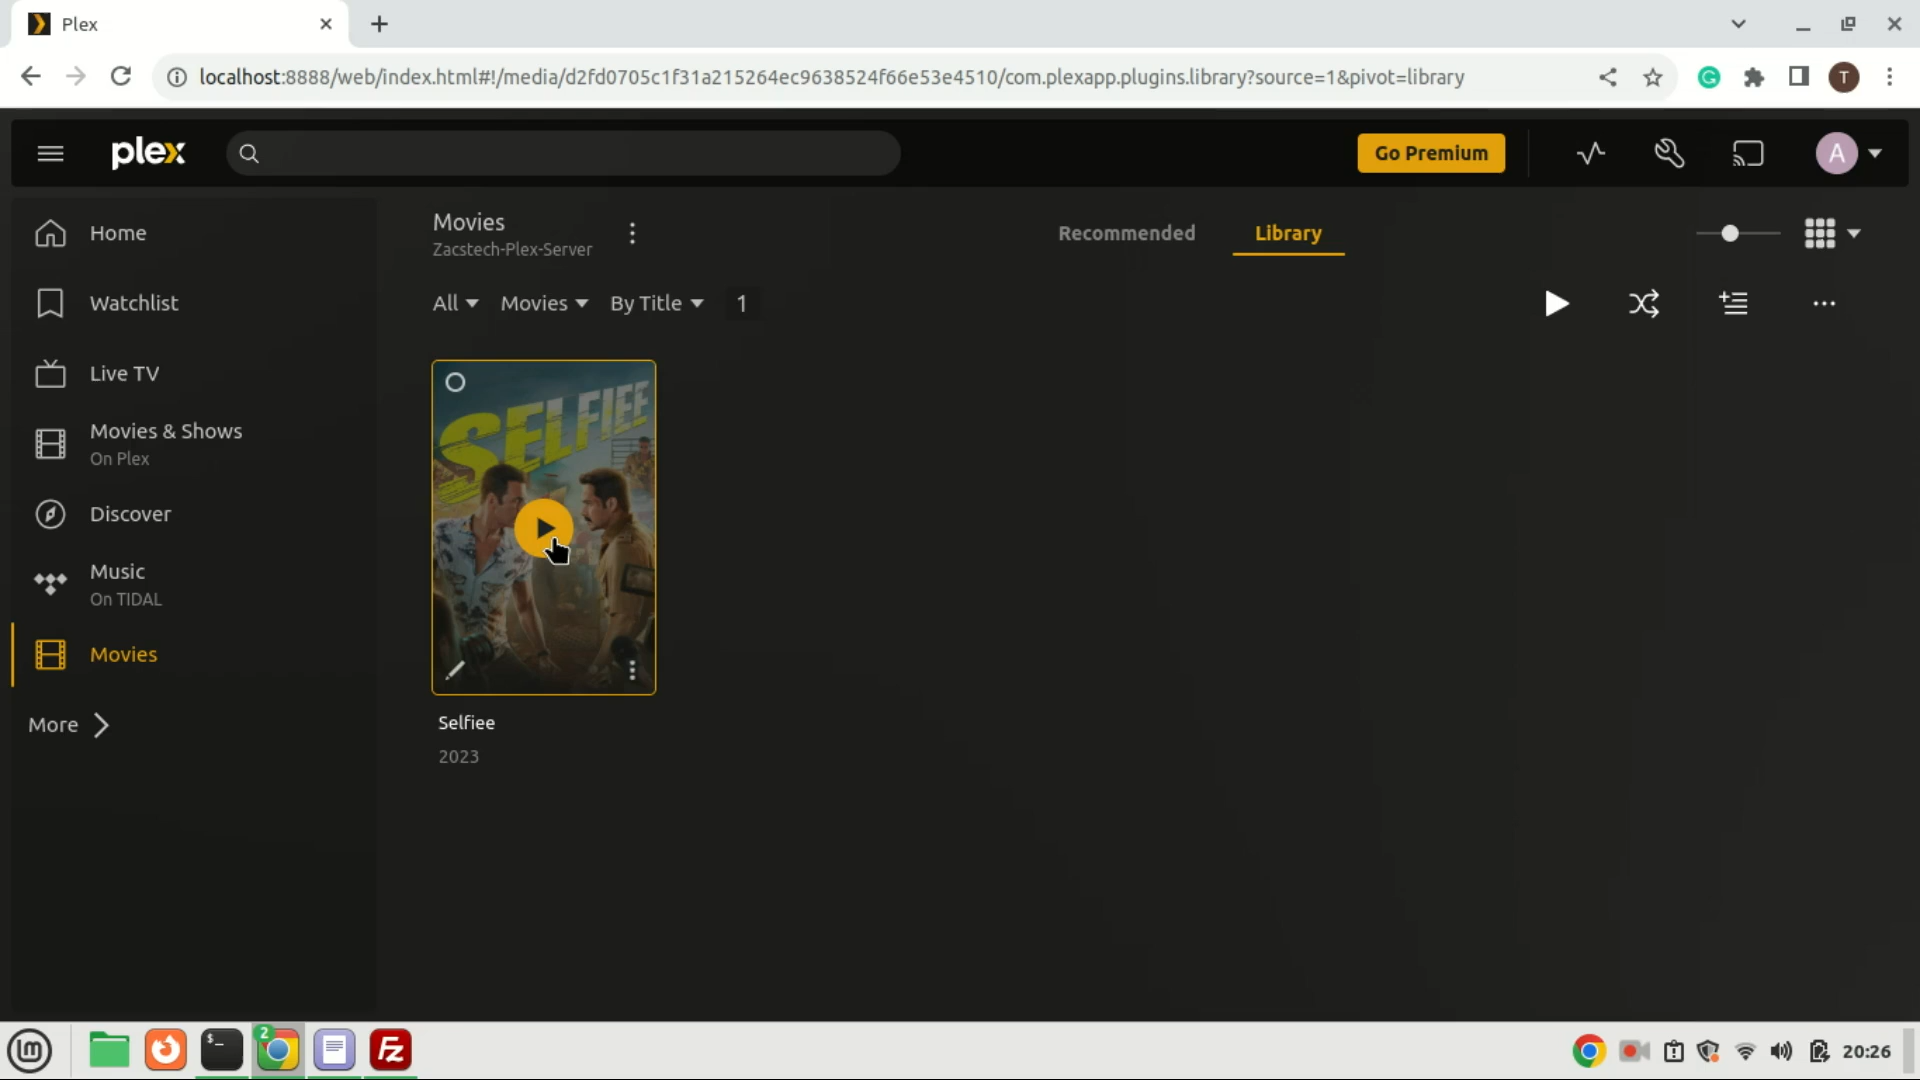 Plex
localhost:8888/web/index.html#!/media/d2fd0705c1f31a215264ec9638524f66e53e4510/com.plexapp.plugins.library?source=1&pivot=library
T
plex
Go Premium
A
Home
Watchlist
Live TV
Movies & Shows
On Plex
Discover
Music
On TIDAL
Movies
More
Movies
Zacstech-Plex-Server
Recommended
Library
All
Movies
By Title
1
SELFIEE
Selfiee
2023
2
20:26